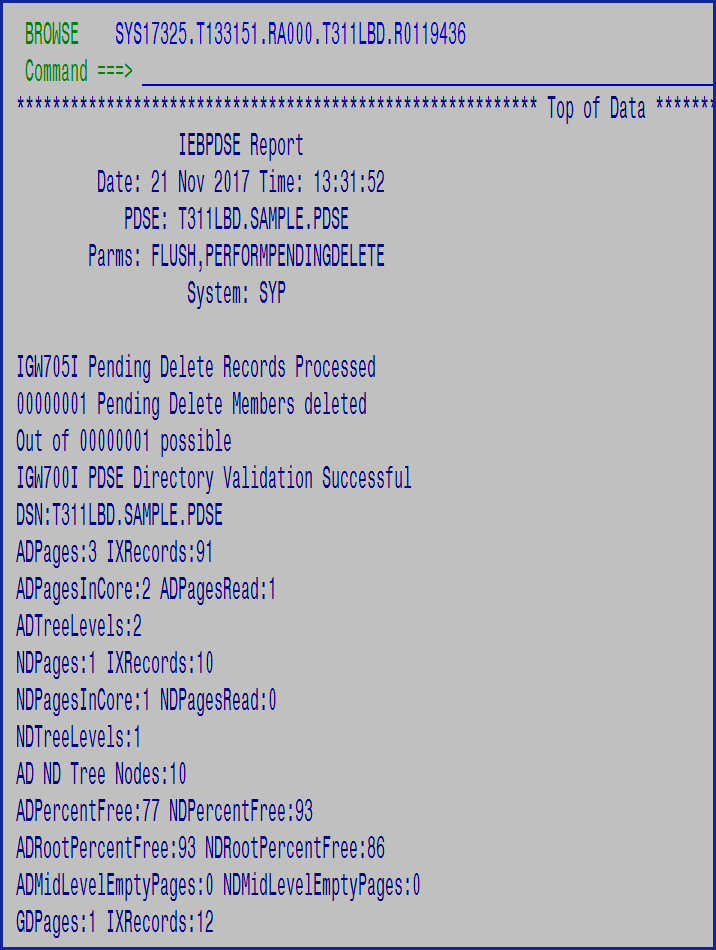 BROWSE SYS17325.T133151.RA000.T311LBD.R0119436
Command ===>
********************************************************** Top of Data *******
IEBPDSE Report
Date: 21 Nov 2017 Time: 13:31:52
PDSE: T311LBD.SAMPLE.PDSE
Parms: FLUSH,PERFORMPENDINGDELETE
System: SYP
IGW705I Pending Delete Records Processed
00000001 Pending Delete Members deleted
Out of 00000001 possible
IGW700I PDSE Directory Validation Successful
DSN:T311LBD.SAMPLE.PDSE
ADPages:3 IXRecords:91
ADPagesInCore:2 ADPagesRead:1
ADTreeLevels:2
NDPages:1 IXRecords:10
NDPagesInCore:1 NDPagesRead:0
NDTreeLevels:1
AD ND Tree Nodes:10
ADPercentFree:77 NDPercentFree:93
ADRootPercentFree:93 NDRootPercentFree:86
ADMidLevelEmptyPages:0 NDMidLevelEmptyPages:0
GDPages:1 IXRecords:12